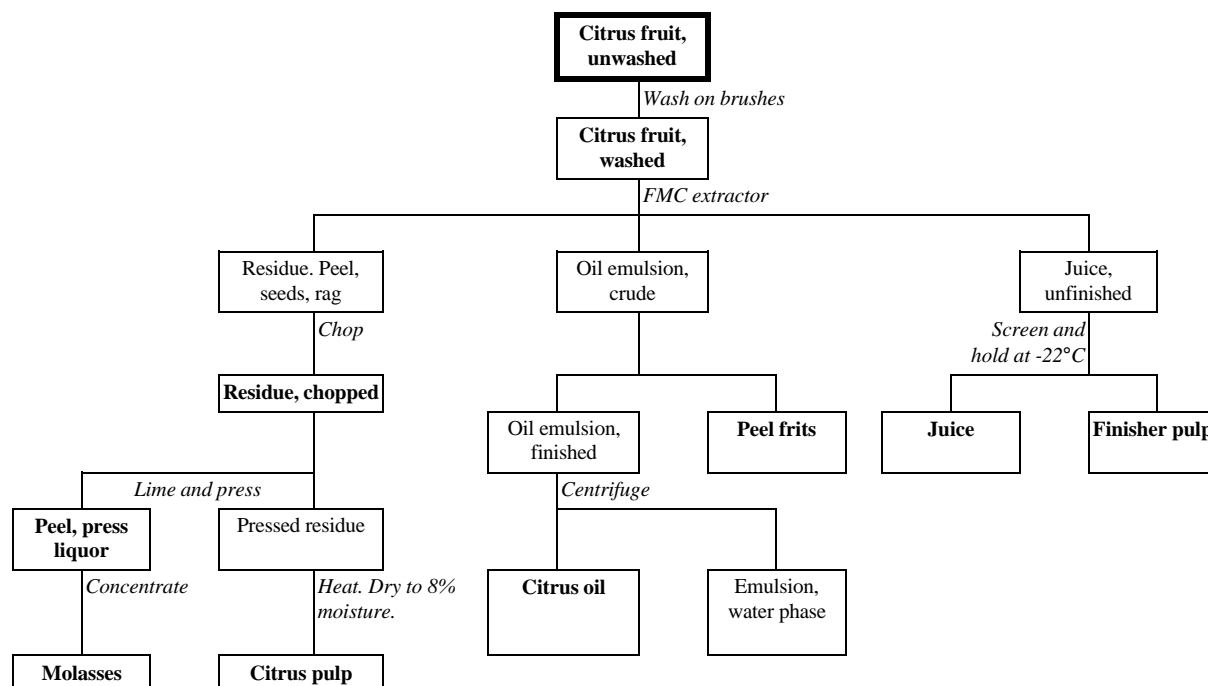 Citrus fruit,
unwashed
Wash on brushes
Citrus fruit,
washed
FMC extractor
Residue. Peel,
seeds, rag
Oil emulsion,
crude
Juice,
unfinished
Chop
Screen and
hold at -22°C
Residue, chopped
Oil emulsion,
finished
Peel frits
Juice
Finisher pulp
Lime and press
Centrifuge
Peel, press
liquor
Pressed residue
Concentrate
Heat. Dry to 8%
moisture.
Citrus oil
Emulsion,
water phase
Molasses
Citrus pulp